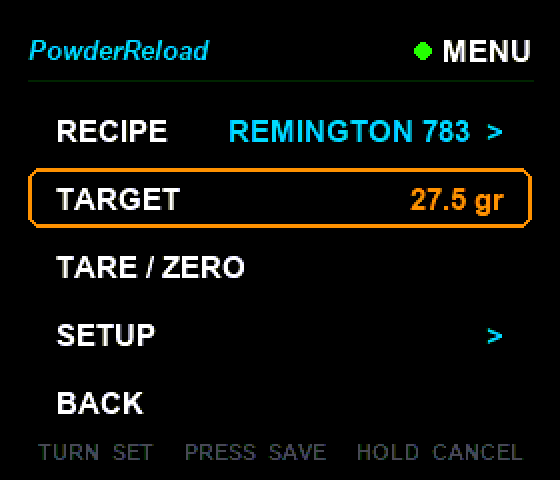 PowderReload MENU
RECIPE REMINGTON 783 >
TARGET 27.5 gr
TARE / ZERO
SETUP >
BACK
TURN SET PRESS SAVE HOLD CANCEL